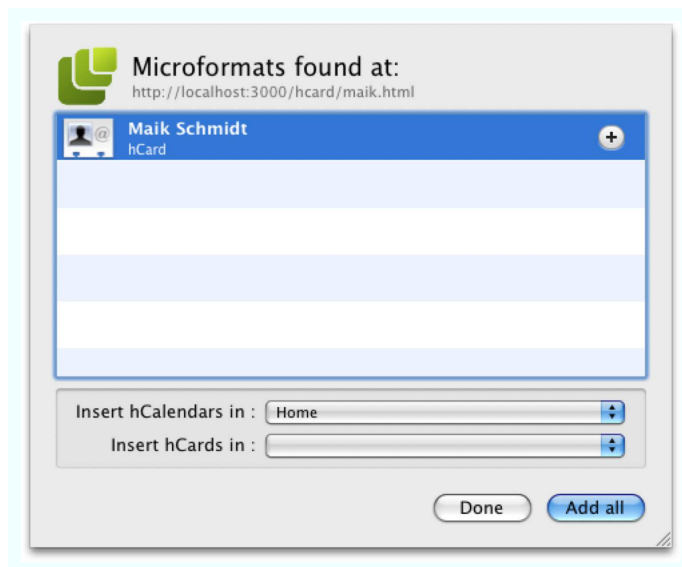 Microformats found at:
http://localhost:3000/hcard/maik.html
Maik Schmidt
@
hCard
Insert hCalendars in : Home
Insert hCards in :
Done Add all